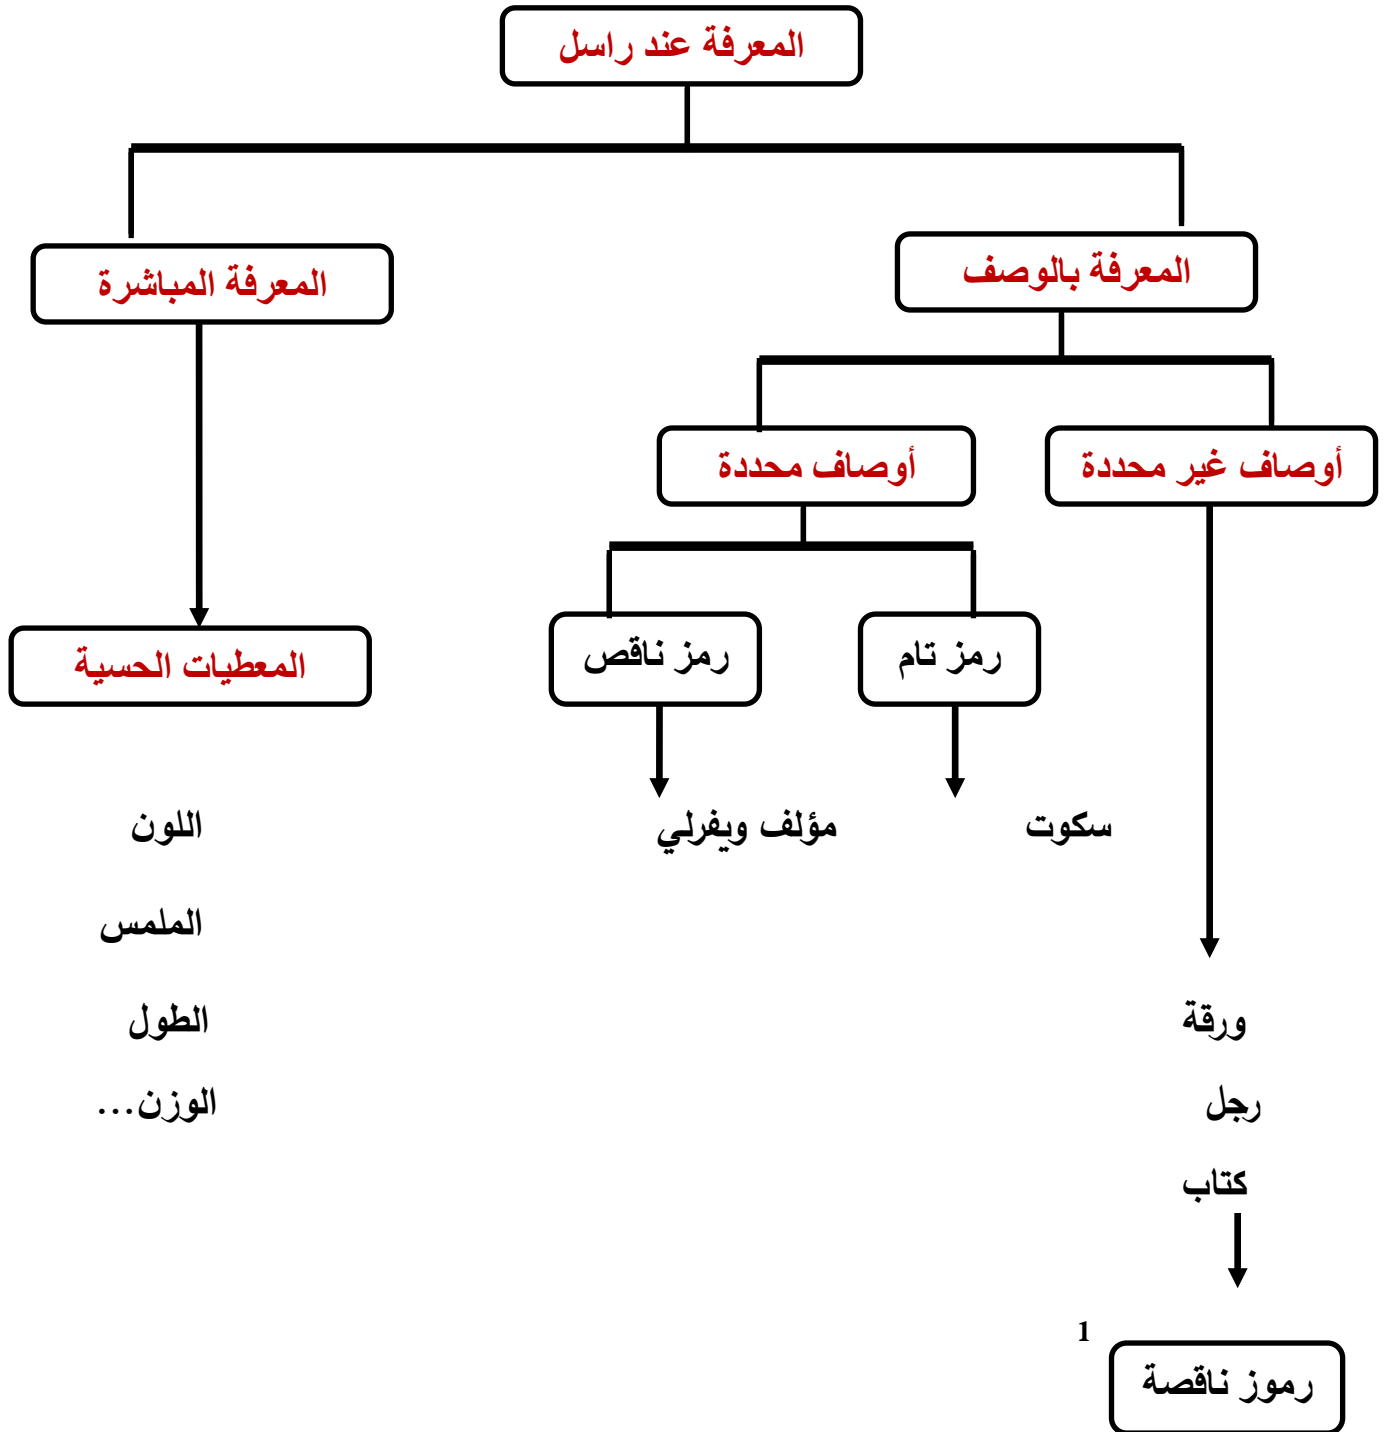 المعرفة عند راسل
المعرفة بالوصف
المعرفة المباشرة
أوصاف غير محددة
أوصاف محددة
رمز تام
رمز ناقص
المعطيات الحسية
سكوت
مؤلف ويفرلي
اللون
الملمس
ورقة
الطول
رجل
الوزن...
كتاب
1
رموز ناقصة